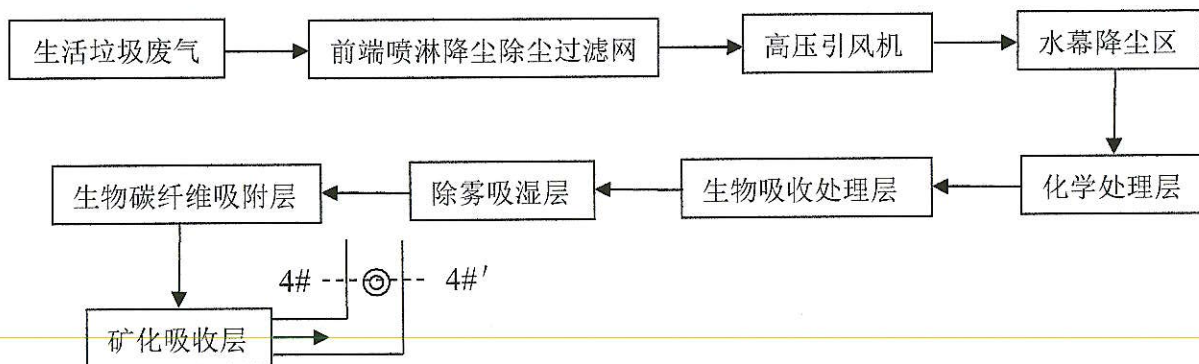 生活垃圾废气
前端喷淋降尘除尘过滤网
高压引风机
水幕降尘区
化学处理层
生物吸收处理层
除雾吸湿层
生物碳纤维吸附层
4# 4#′
矿化吸收层